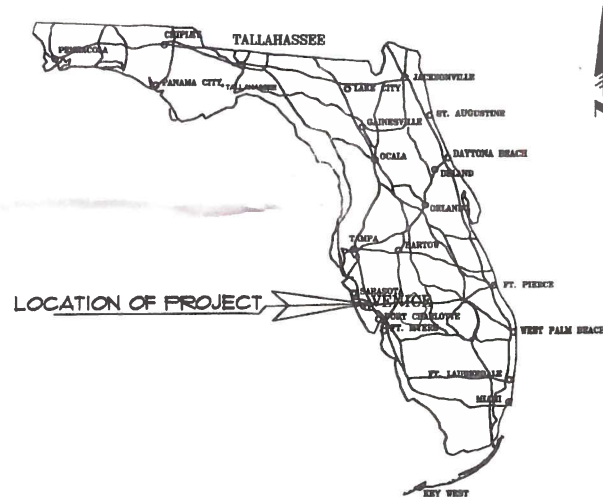 CHIPLEY
TALLAHASSEE
PENSACOLA
JACKSONVILLE
PANAMA CITY
TALLAHASSEE
LAKE CITY
ST. AUGUSTINE
GAINESVILLE
OCALA
DAYTONA BEACH
DELAND
ORLANDO
TAMPA
BARTOW
SARASOTA
FT. PIERCE
LOCATION OF PROJECT
VENICE
PORT CHARLOTTE
FT. MYERS
WEST PALM BEACH
FT. LAUDERDALE
MIAMI
KEY WEST